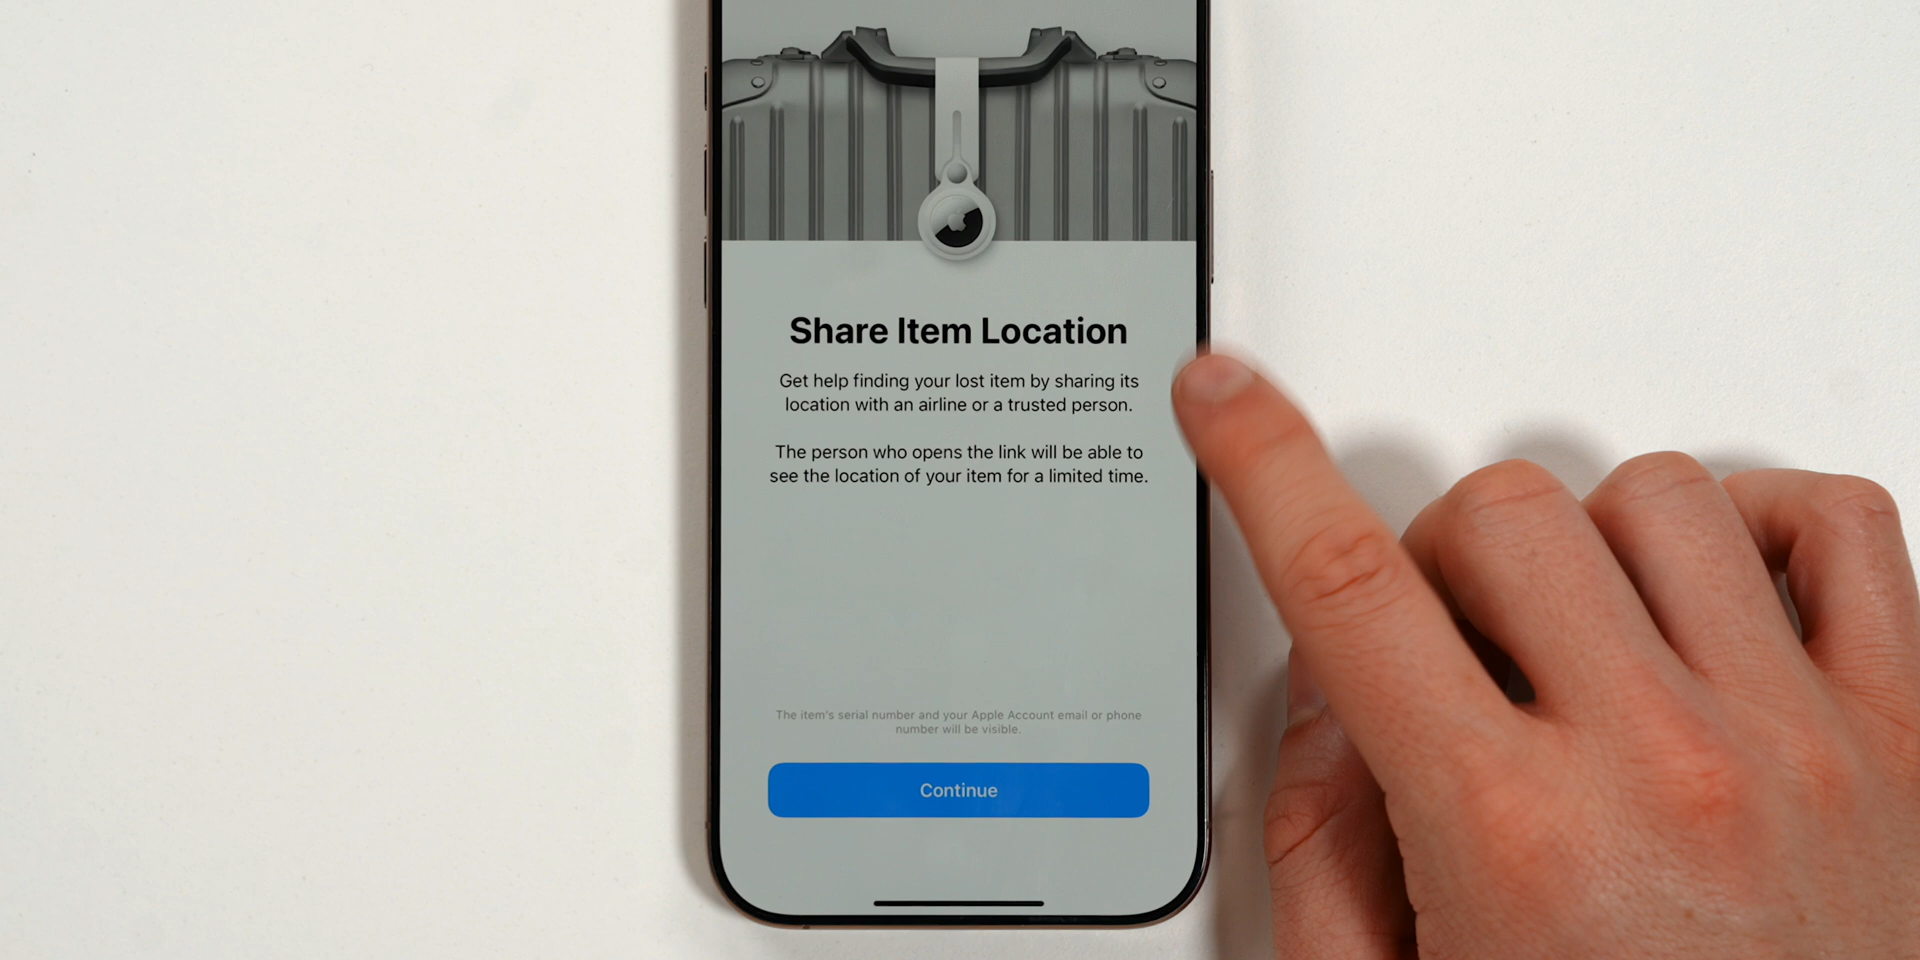 Share Item Location
Get help finding your lost item by sharing its
location with an airline or a trusted person.
The person who opens the link will be able to
see the location of your item for a limited time.
The item's serial number and your Apple Account email or phone
number will be visible.
Continue